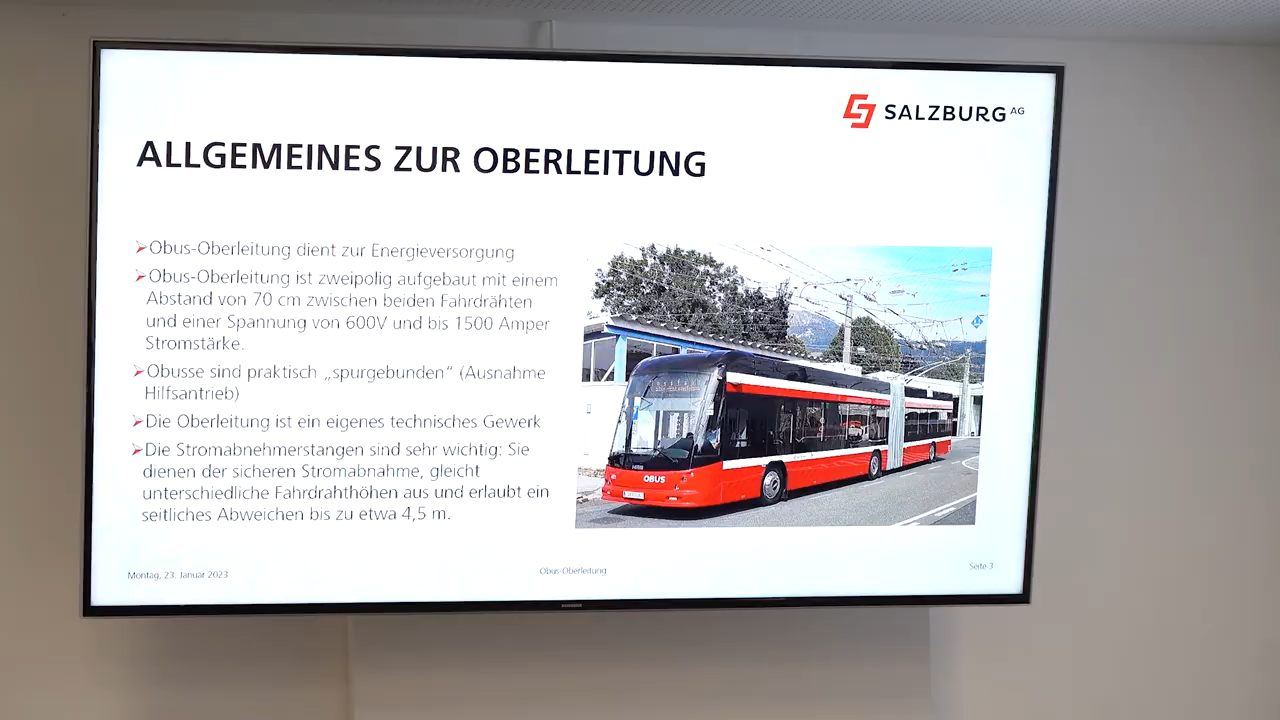 SALZBURG AG
ALLGEMEINES ZUR OBERLEITUNG
➢Obus-Oberleitung dient zur Energieversorgung
➢Obus-Oberleitung ist zweipolig aufgebaut mit einem
Abstand von 70 cm zwischen beiden Fahrdrähten
und einer Spannung von 600V und bis 1500 Amper
Stromstärke.
➢Obusse sind praktisch „spurgebunden“ (Ausnahme
Hilfsantrieb)
➢Die Oberleitung ist ein eigenes technisches Gewerk
➢Die Stromabnehmerstangen sind sehr wichtig: Sie
dienen der sicheren Stromabnahme, gleicht
unterschiedliche Fahrdrahthöhen aus und erlaubt ein
seitliches Abweichen bis zu etwa 4,5 m.
OBUS
Montag, 23. Januar 2023
Obus-Oberleitung
Seite 3
SAMSUNG